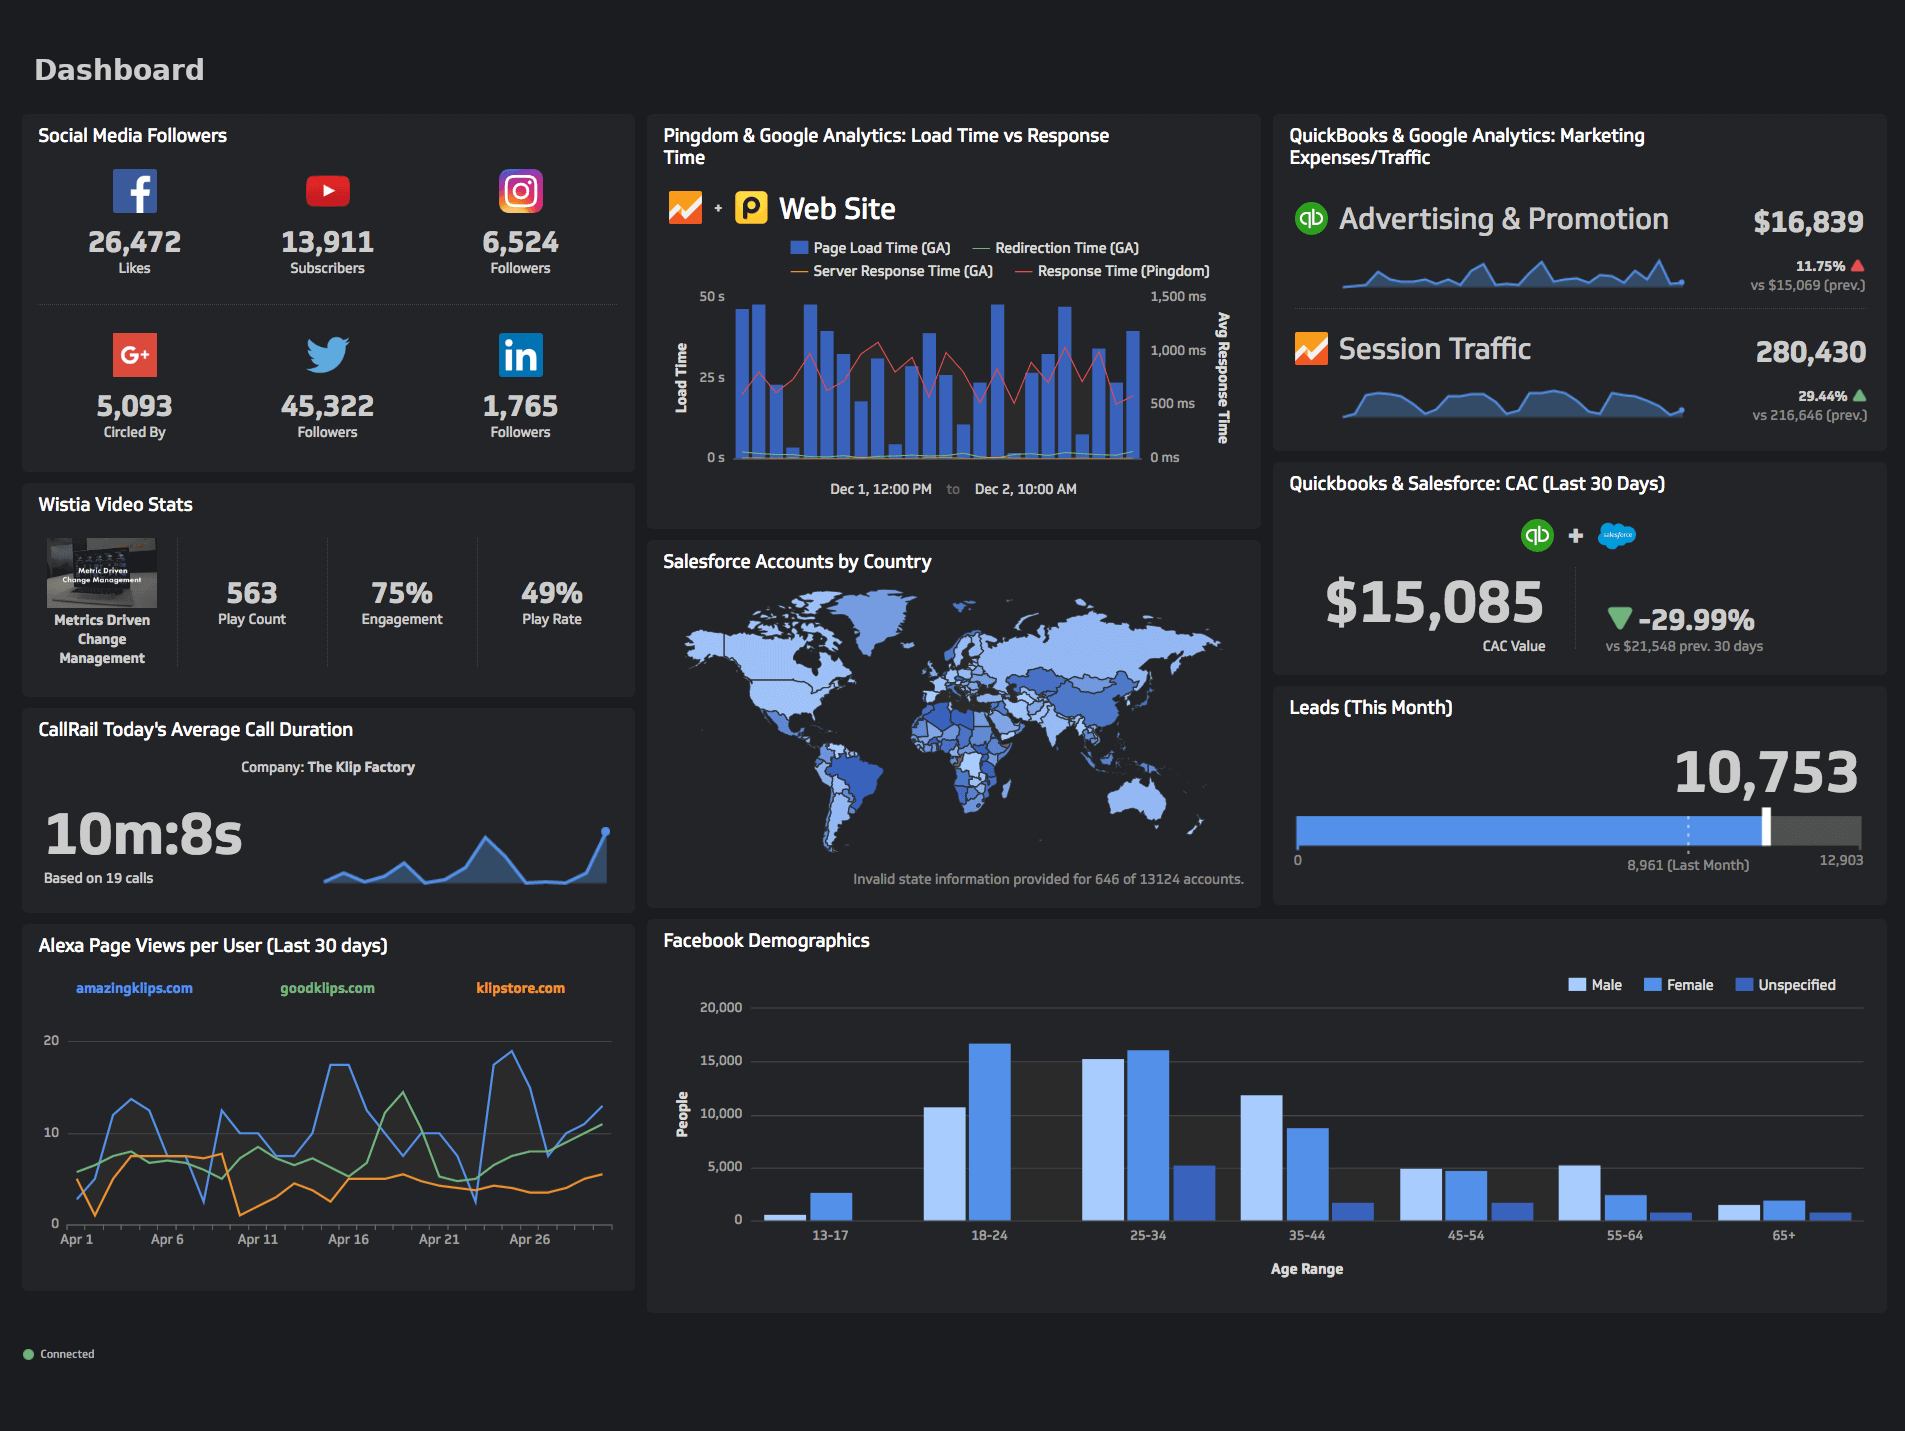 Dashboard
Social Media Followers
26,472
Likes
13,911
Subscribers
6,524
Followers
G+
5,093
Circled By
45,322
Followers
in
1,765
Followers
Wistia Video Stats
Metric Driven
Change Management
Metrics Driven
Change
Management
563
Play Count
75%
Engagement
49%
Play Rate
CallRail Today's Average Call Duration
Company: The Klip Factory
10m:8s
Based on 19 calls
Alexa Page Views per User (Last 30 days)
amazingklips.com
goodklips.com
klipstore.com
20
10
0
Apr 1
Apr 6
Apr 11
Apr 16
Apr 21
Apr 26
Pingdom & Google Analytics: Load Time vs Response
Time
+
Web Site
Page Load Time (GA)
Redirection Time (GA)
Server Response Time (GA)
Response Time (Pingdom)
50 s
25 s
0 s
Load Time
1,500 ms
1,000 ms
500 ms
0 ms
Avg Response Time
Dec 1, 12:00 PM to Dec 2, 10:00 AM
Salesforce Accounts by Country
Invalid state information provided for 646 of 13124 accounts.
QuickBooks & Google Analytics: Marketing
Expenses/Traffic
qb
Advertising & Promotion
$16,839
11.75%
vs $15,069 (prev.)
Session Traffic
280,430
29.44%
vs 216,646 (prev.)
Quickbooks & Salesforce: CAC (Last 30 Days)
qb
+
salesforce
$15,085
CAC Value
-29.99%
vs $21,548 prev. 30 days
Leads (This Month)
10,753
0
8,961 (Last Month)
12,903
Facebook Demographics
Male
Female
Unspecified
20,000
15,000
10,000
5,000
0
People
13-17
18-24
25-34
35-44
45-54
55-64
65+
Age Range
Connected